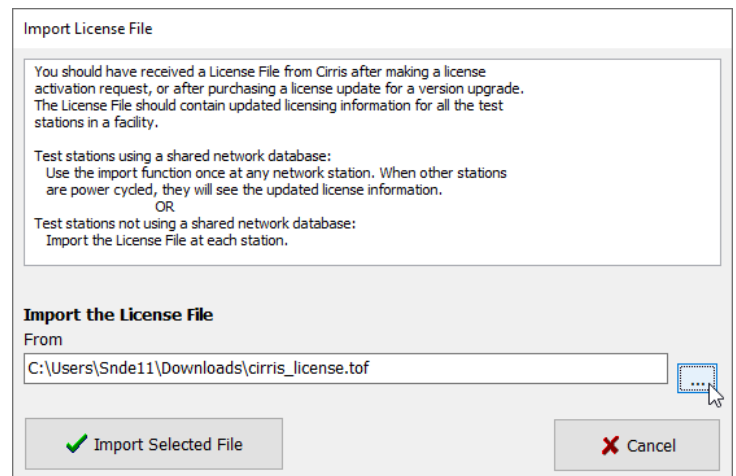 Import License File
You should have received a License File from Cirris after making a license
activation request, or after purchasing a license update for a version upgrade.
The License File should contain updated licensing information for all the test
stations in a facility.
Test stations using a shared network database:
Use the import function once at any network station. When other stations
are power cycled, they will see the updated license information.
OR
Test stations not using a shared network database:
Import the License File at each station.
Import the License File
From
C:\Users\Snde11\Downloads\cirris_license.tof
...
Import Selected File
Cancel